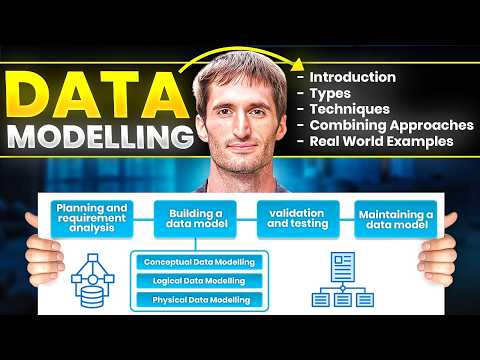 DATA
MODELLING
- Introduction
- Types
- Techniques
- Combining Approaches
- Real World Examples
Planning and
requirement
analysis
Building a
data model
validation
and testing
Maintaining a
data model
Conceptual Data Modelling
Logical Data Modelling
Physical Data Modelling